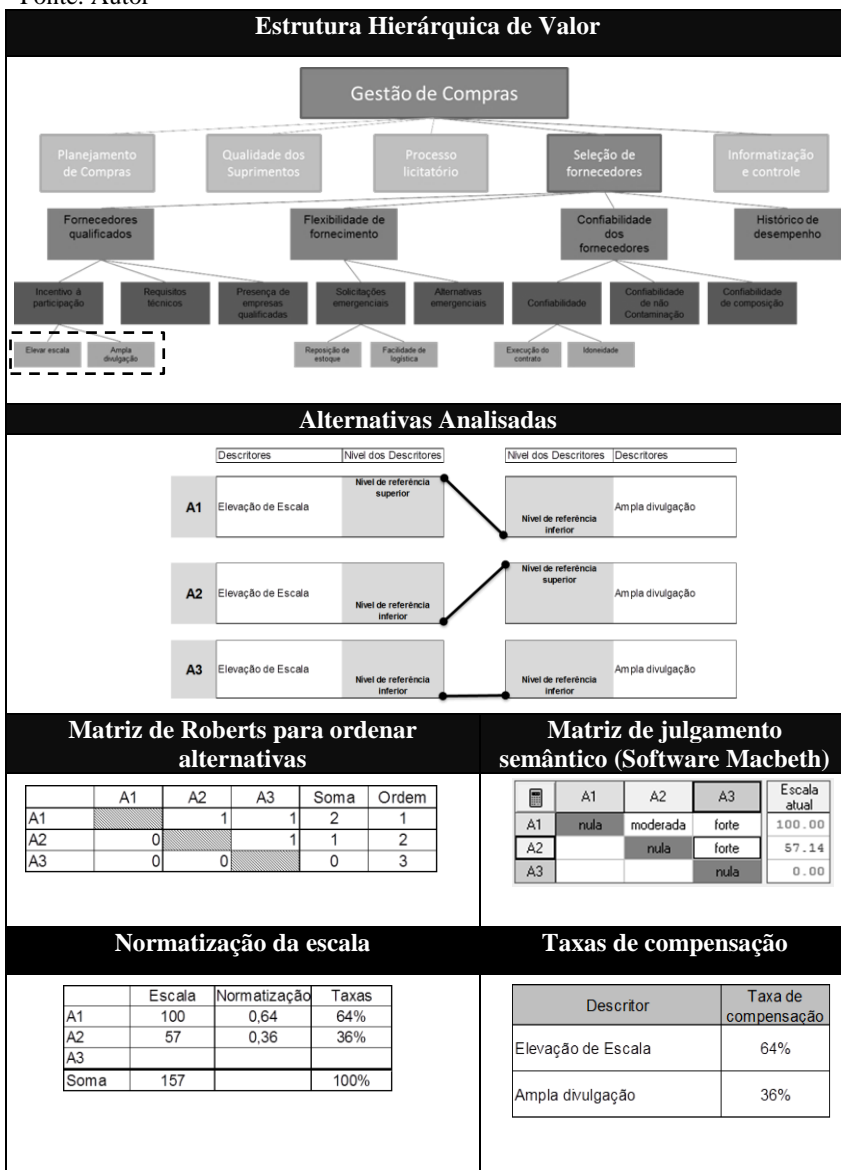 Fonte: Autor
Estrutura Hierárquica de Valor
Gestão de Compras
Planejamento
de Compras
Qualidade dos
Suprimentos
Processo
licitatório
Seleção de
fornecedores
Informatização
e controle
Fornecedores
qualificados
Flexibilidade de
fornecimento
Confiabilidade
dos
fornecedores
Histórico de
desempenho
Incentivo à
participação
Requisitos
técnicos
Presença de
empresas
qualificadas
Solicitações
emergenciais
Alternativas
emergenciais
Confiabilidade
Confiabilidade
de não
Contaminação
Confiabilidade
de composição
Elevar escala
Ampla
divulgação
Reposição de
estoque
Facilidade de
logística
Execução do
contrato
Idoneidade
Alternativas Analisadas
Descritores Nivel dos Descritores Nivel dos Descritores Descritores
A1 Elevação de Escala
Nivel de referência
superior
Nivel de referência
inferior
Ampla divulgação
A2 Elevação de Escala
Nivel de referência
inferior
Nivel de referência
superior
Ampla divulgação
A3 Elevação de Escala
Nivel de referência
inferior
Nivel de referência
inferior
Ampla divulgação
Matriz de Roberts para ordenar
alternativas
A1 A2 A3 Soma Ordem
A1 1 1 2 1
A2 0 1 1 2
A3 0 0 0 3
Matriz de julgamento
semântico (Software Macbeth)
A1 A2 A3 Escala
atual
A1 nula moderada forte 100.00
A2 nula forte 57.14
A3 nula 0.00
Normatização da escala
Escala Normatização Taxas
A1 100 0,64 64%
A2 57 0,36 36%
A3
Soma 157 100%
Taxas de compensação
Descritor Taxa de
compensação
Elevação de Escala 64%
Ampla divulgação 36%